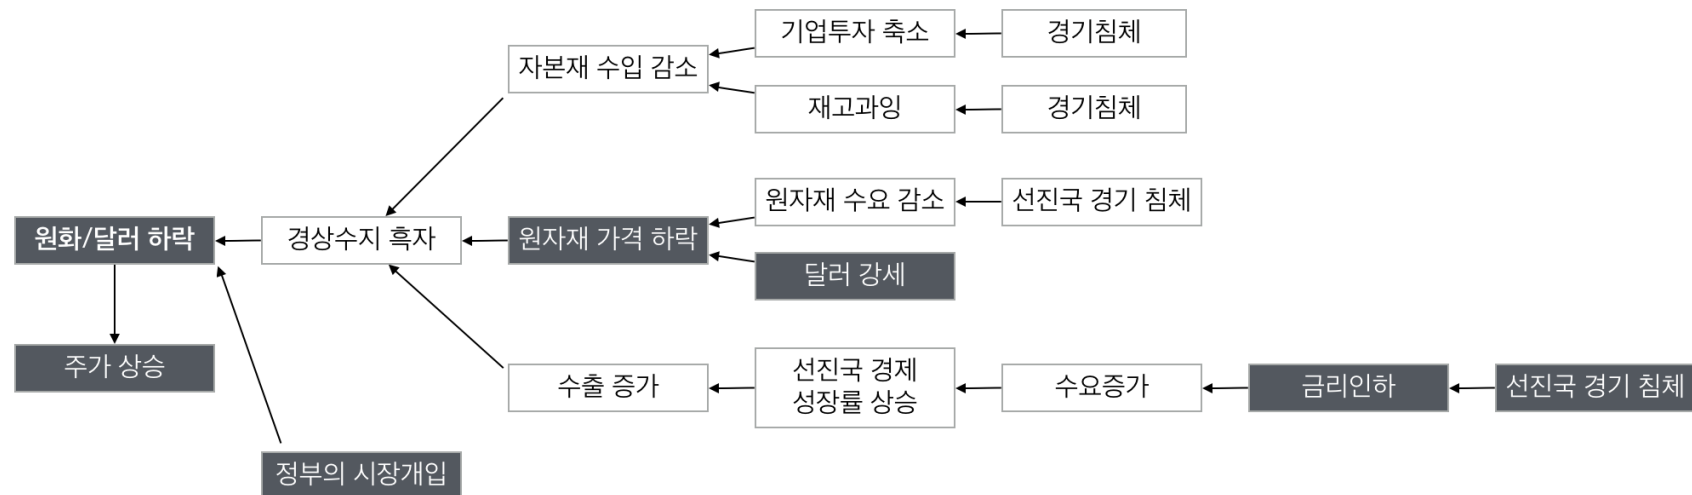 기업투자 축소
경기침체
자본재 수입 감소
재고과잉
경기침체
원자재 수요 감소
선진국 경기 침체
원화/달러 하락
경상수지 흑자
원자재 가격 하락
달러 강세
주가 상승
수출 증가
선진국 경제
성장률 상승
수요증가
금리인하
선진국 경기 침체
정부의 시장개입